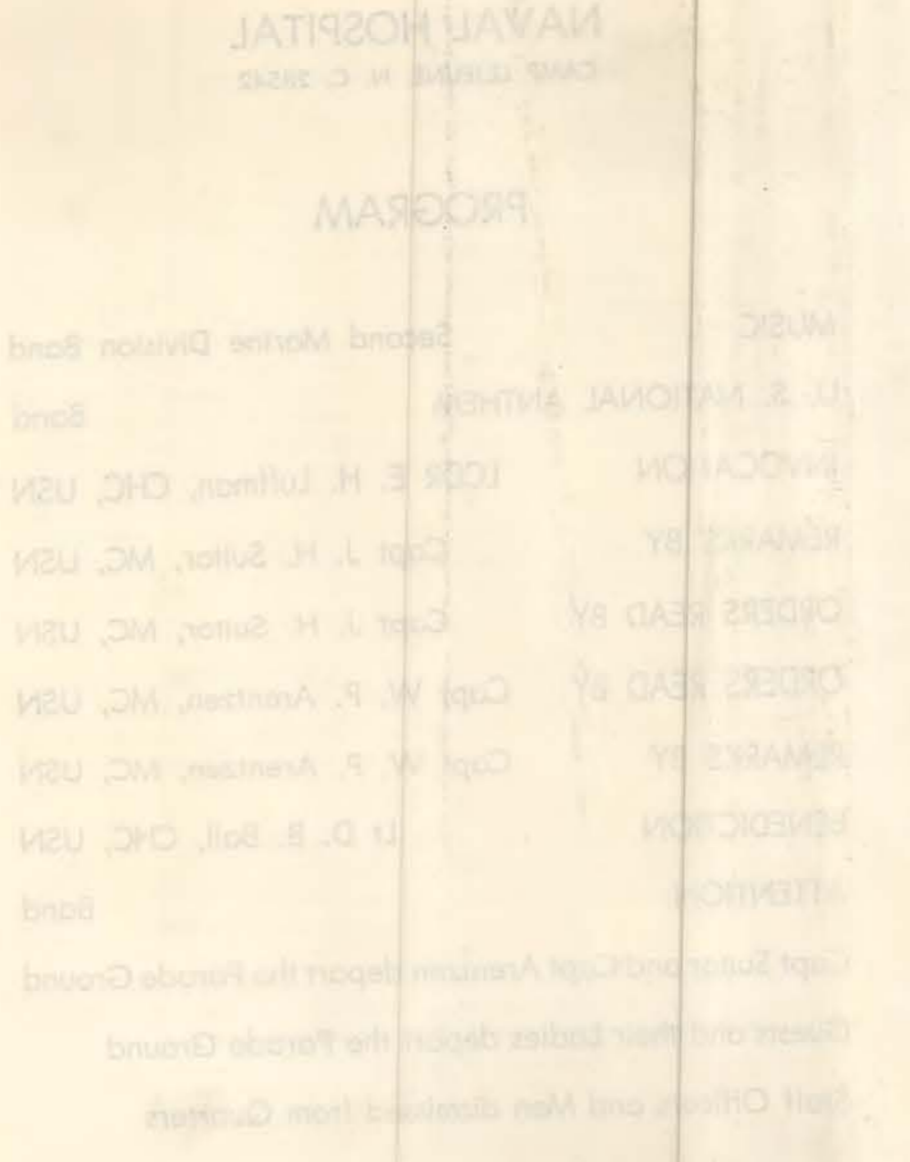 NAVAL HOSPITAL
CAMP LEJEUNE, N. C. 28542
PROGRAM
MUSIC Second Marine Division Band
U. S. NATIONAL ANTHEM Band
INVOCATION LCDR E. H. Luffman, CHC, USN
REMARKS BY Capt J. H. Suitor, MC, USN
ORDERS READ BY Capt J. H. Suitor, MC, USN
ORDERS READ BY Capt W. P. Arentzen, MC, USN
REMARKS BY Capt W. P. Arentzen, MC, USN
BENEDICTION Lt D. B. Ball, CHC, USN
ATTENTION Band
Capt Suitor and Capt Arentzen depart the Parade Ground
Guests and their Ladies depart the Parade Ground
Staff Officers and Men dismissed from Quarters